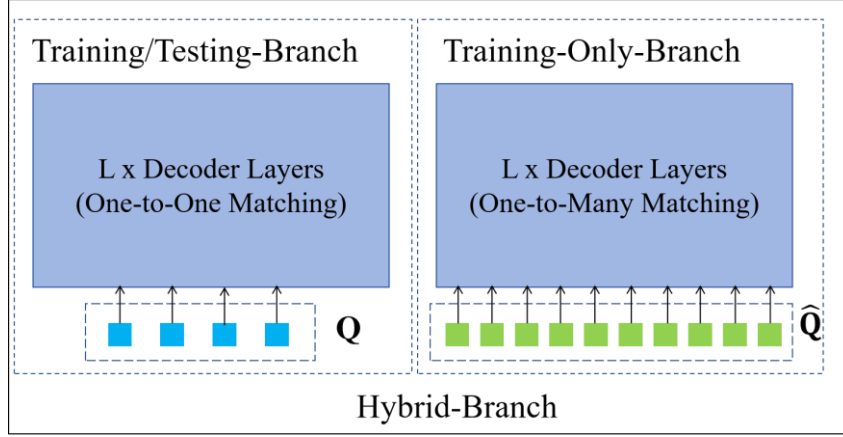 Training/Testing-Branch
L x Decoder Layers
(One-to-One Matching)
Q
Training-Only-Branch
L x Decoder Layers
(One-to-Many Matching)
Q̂
Hybrid-Branch